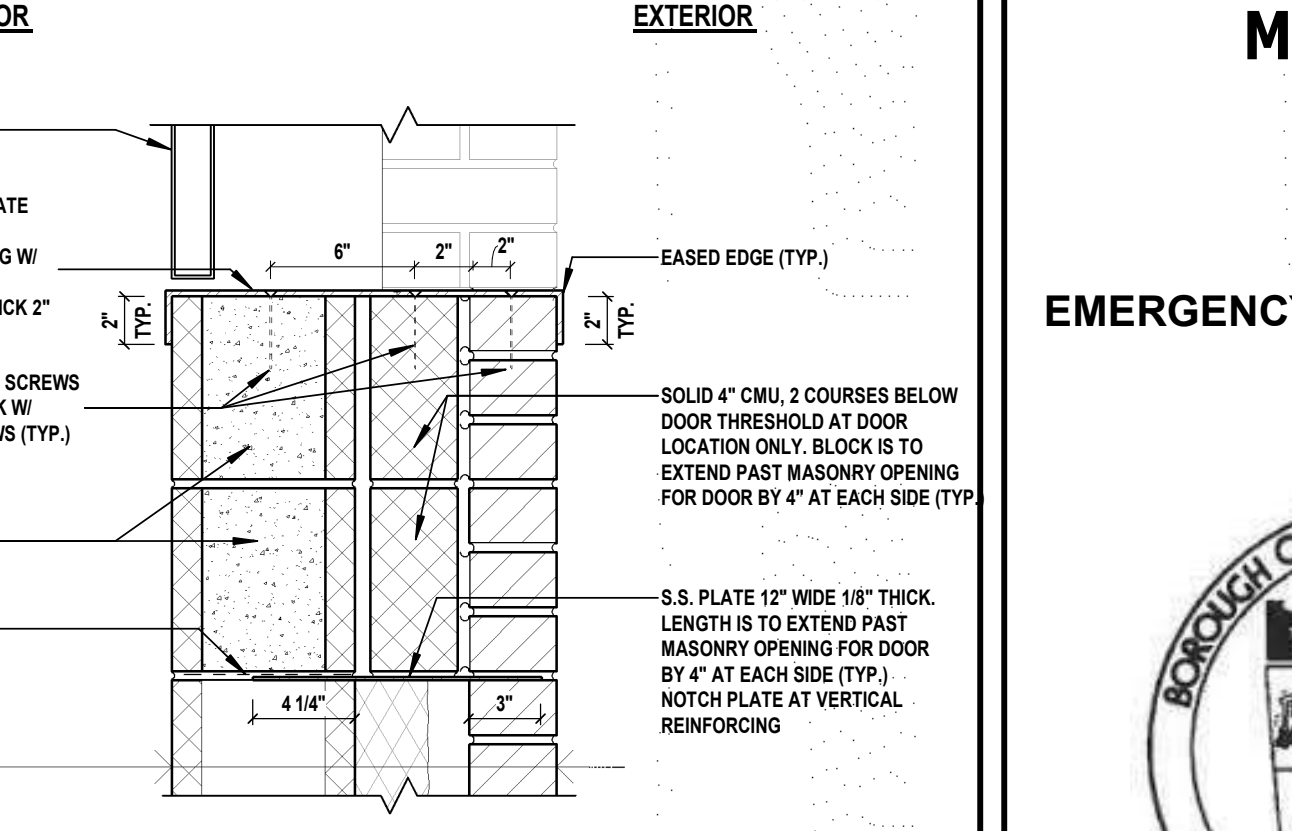 OR
EXTERIOR
M
ATE
G W/
ICK 2"
SCREWS
K W/
WS (TYP.)
6"
2"
2"
2"
TYP.
2"
TYP.
EASED EDGE (TYP.)
SOLID 4" CMU, 2 COURSES BELOW
DOOR THRESHOLD AT DOOR
LOCATION ONLY. BLOCK IS TO
EXTEND PAST MASONRY OPENING
FOR DOOR BY 4" AT EACH SIDE (TYP.)
S.S. PLATE 12" WIDE 1/8" THICK.
LENGTH IS TO EXTEND PAST
MASONRY OPENING FOR DOOR
BY 4" AT EACH SIDE (TYP.)
NOTCH PLATE AT VERTICAL
REINFORCING
4 1/4"
3"
EMERGENCY
BOROUGH O